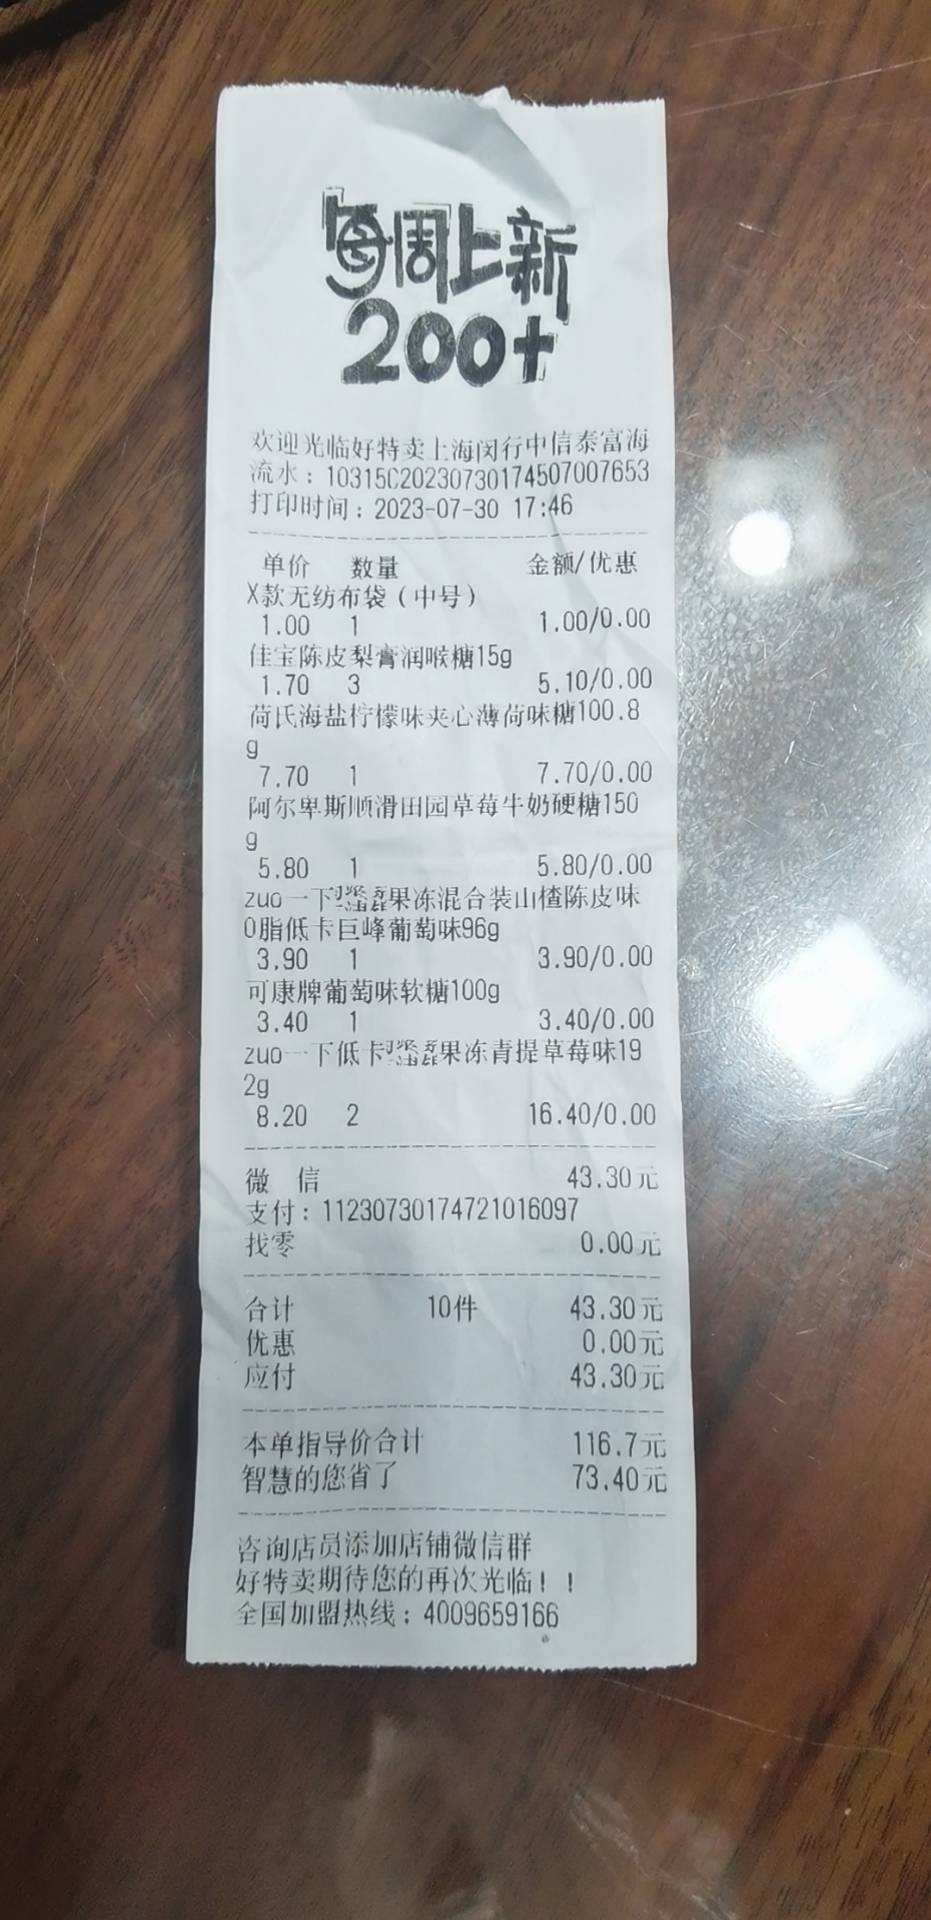 每周上新
200+
欢迎光临好特卖上海闵行中信泰富海
流水：10315C20230730174507007653
打印时间：2023-07-30 17:46
单价 数量 金额/优惠
X款无纺布袋（中号）
1.00 1 1.00/0.00
佳宝陈皮梨膏润喉糖15g
1.70 3 5.10/0.00
荷氏海盐柠檬味夹心薄荷味糖100.8
g
7.70 1 7.70/0.00
阿尔卑斯顺滑田园草莓牛奶硬糖150
g
5.80 1 5.80/0.00
zuo一下 果冻混合装山楂陈皮味
0脂低卡巨峰葡萄味96g
3.90 1 3.90/0.00
可康牌葡萄味软糖100g
3.40 1 3.40/0.00
zuo一下低卡 果冻青提草莓味19
2g
8.20 2 16.40/0.00
微 信 43.30元
支付：11230730174721016097
找零 0.00元
合计 10件 43.30元
优惠 0.00元
应付 43.30元
本单指导价合计 116.7元
智慧的您省了 73.40元
咨询店员添加店铺微信群
好特卖期待您的再次光临！！
全国加盟热线：4009659166